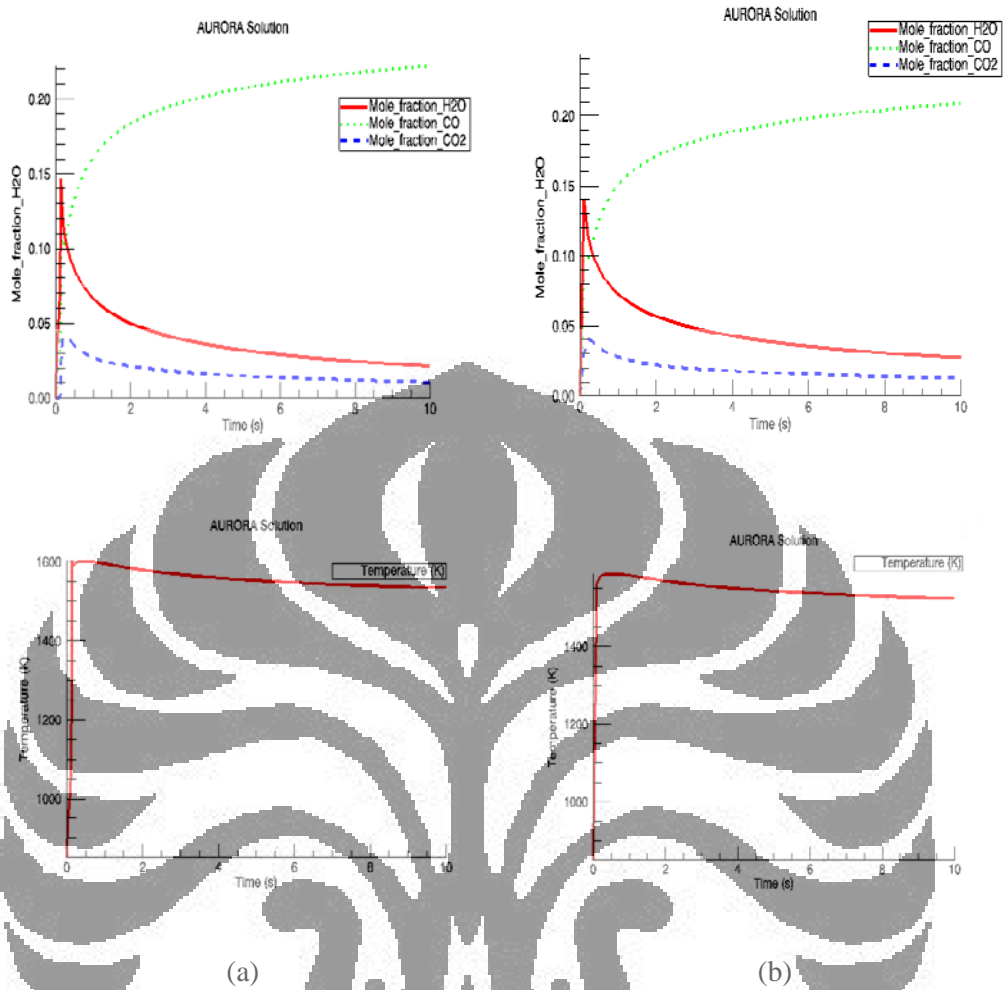 AURORA Solution
Mole_fraction_H2O
Mole_fraction_CO
Mole_fraction_CO2
Mole_fraction_H2O
0.20
0.15
0.10
0.05
0.00
0 2 4 6 8 10
Time (s)
AURORA Solution
Mole_fraction_H2O
Mole_fraction_CO
Mole_fraction_CO2
Mole_fraction_H2O
0.20
0.15
0.10
0.05
0.00
0 2 4 6 8 10
Time (s)
AURORA Solution
Temperature (K)
Temperature (K)
1600
1400
1200
1000
0 2 4 6 8 10
Time (s)
(a)
AURORA Solution
Temperature (K)
Temperature (K)
1400
1200
1000
0 2 4 6 8 10
Time (s)
(b)